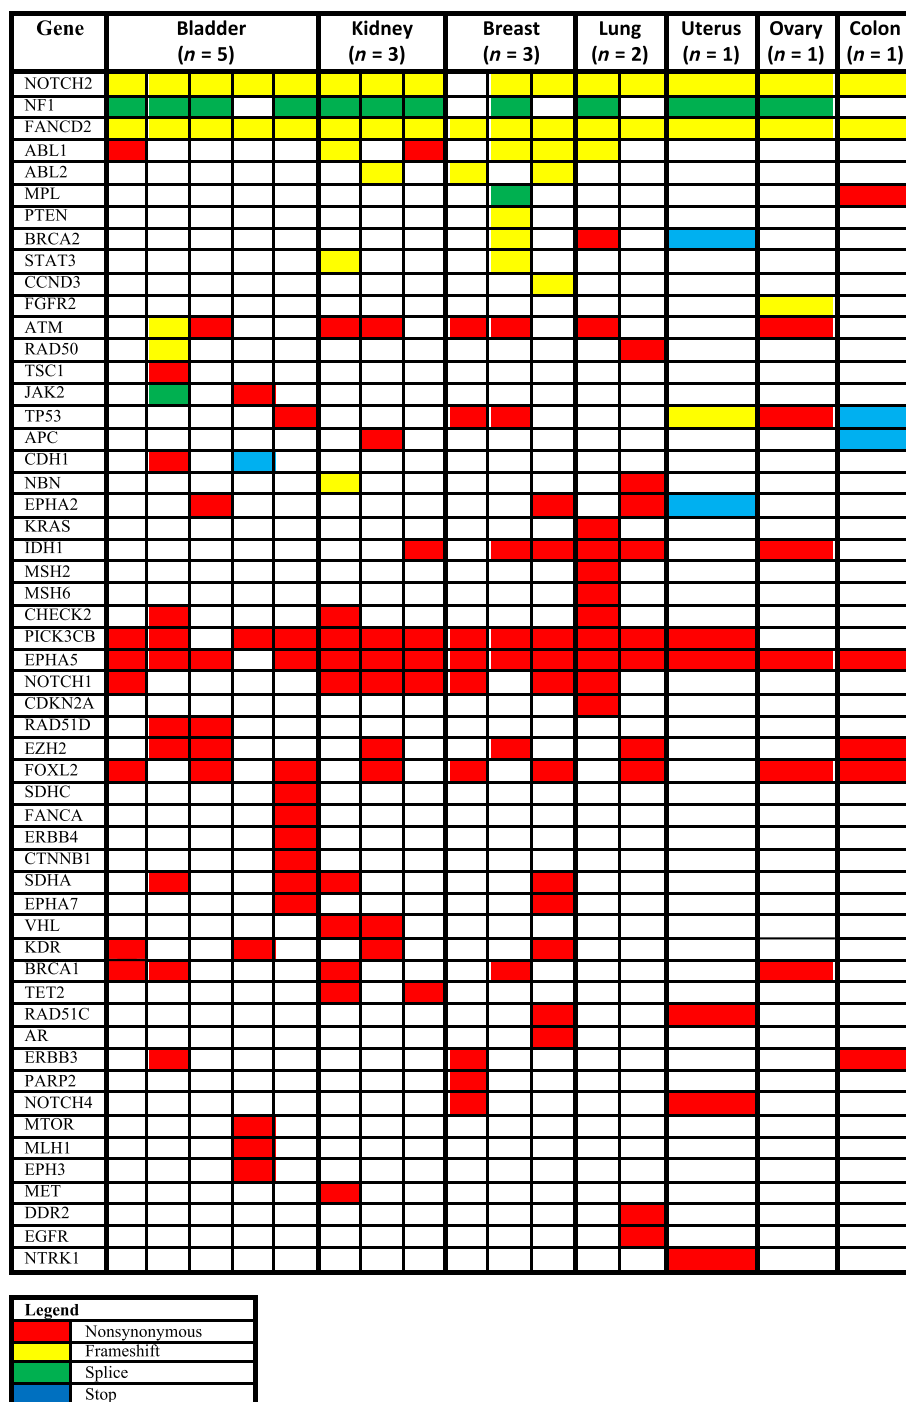 Gene Bladder Kidney Breast Lung Uterus Ovary Colon
(n = 5) (n = 3) (n = 3) (n = 2) (n = 1) (n = 1) (n = 1)
NOTCH2
NF1
FANCD2
ABL1
ABL2
MPL
PTEN
BRCA2
STAT3
CCND3
FGFR2
ATM
RAD50
TSC1
JAK2
TP53
APC
CDH1
NBN
EPHA2
KRAS
IDH1
MSH2
MSH6
CHECK2
PICK3CB
EPHA5
NOTCH1
CDKN2A
RAD51D
EZH2
FOXL2
SDHC
FANCA
ERBB4
CTNNB1
SDHA
EPHA7
VHL
KDR
BRCA1
TET2
RAD51C
AR
ERBB3
PARP2
NOTCH4
MTOR
MLH1
EPH3
MET
DDR2
EGFR
NTRK1
Legend
Nonsynonymous
Frameshift
Splice
Stop